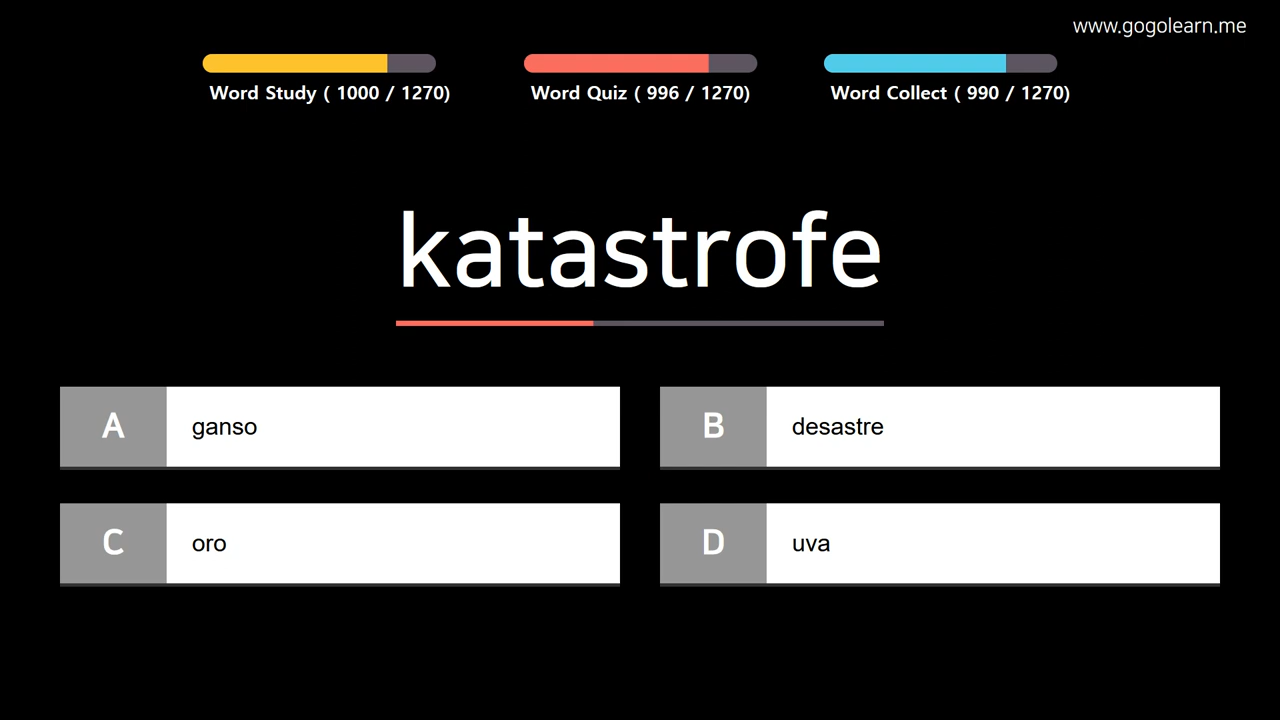 www.gogolearn.me
Word Study ( 1000 / 1270)
Word Quiz ( 996 / 1270)
Word Collect ( 990 / 1270)
katastrofe
A ganso
B desastre
C oro
D uva